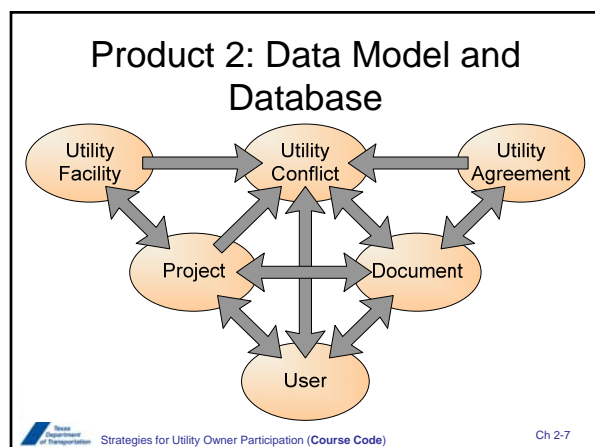 Product 2: Data Model and
Database
Utility
Facility
Utility
Conflict
Utility
Agreement
Project
Document
User
Texas
Department
of Transportation
Strategies for Utility Owner Participation (Course Code)
Ch 2-7